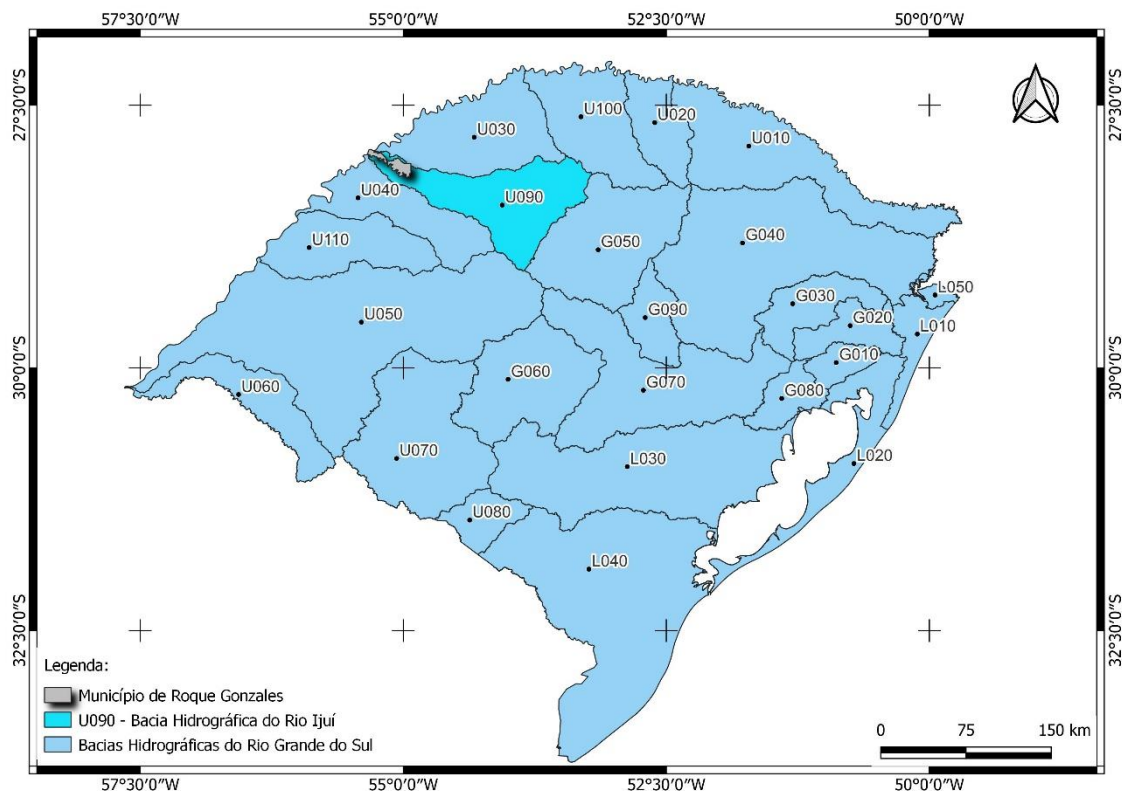 57°30'0"W 55°0'0"W 52°30'0"W 50°0'0"W
27°30'0"S 27°30'0"S
U100
U020
U030
U010
U040
U090
U110
G050
G040
L050
G030
U050
G090
G020
L010
G010
30°0'0"S 30°0'0"S
U060
G060
G070
G080
U070
L030
L020
U080
L040
32°30'0"S 32°30'0"S
Legenda:
Município de Roque Gonzales
U090 - Bacia Hidrográfica do Rio Ijuí
Bacias Hidrográficas do Rio Grande do Sul
0 75 150 km
57°30'0"W 55°0'0"W 52°30'0"W 50°0'0"W